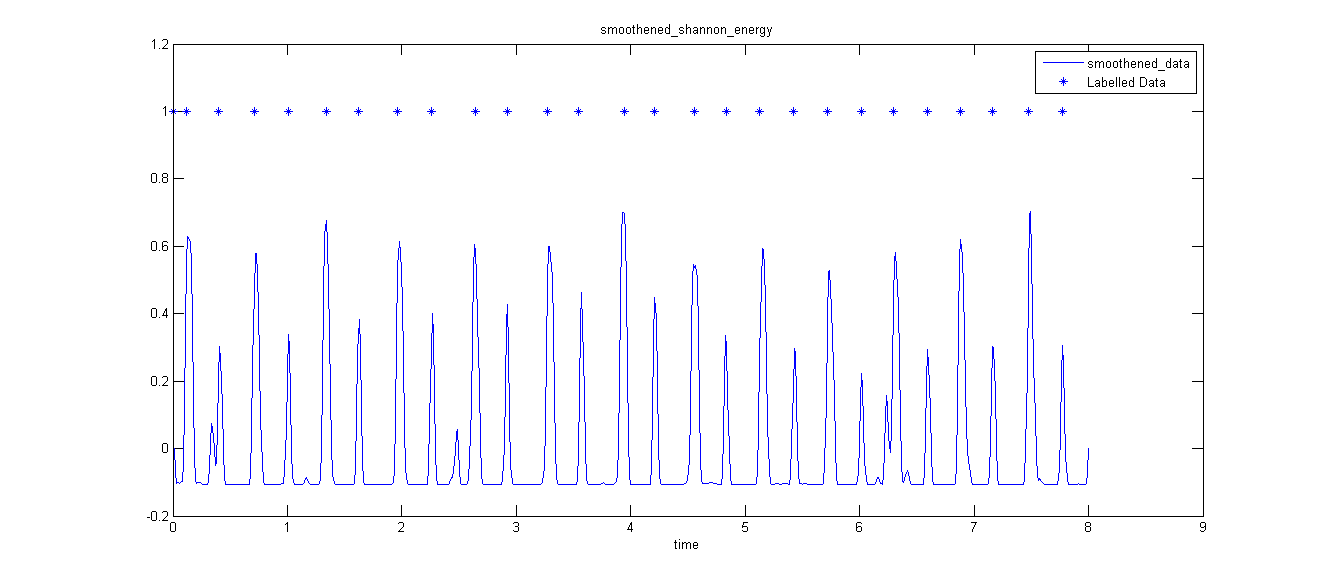 smoothened_shannon_energy
smoothened_data
Labelled Data
1.2
1
0.8
0.6
0.4
0.2
0
-0.2
0 1 2 3 4 5 6 7 8 9
time